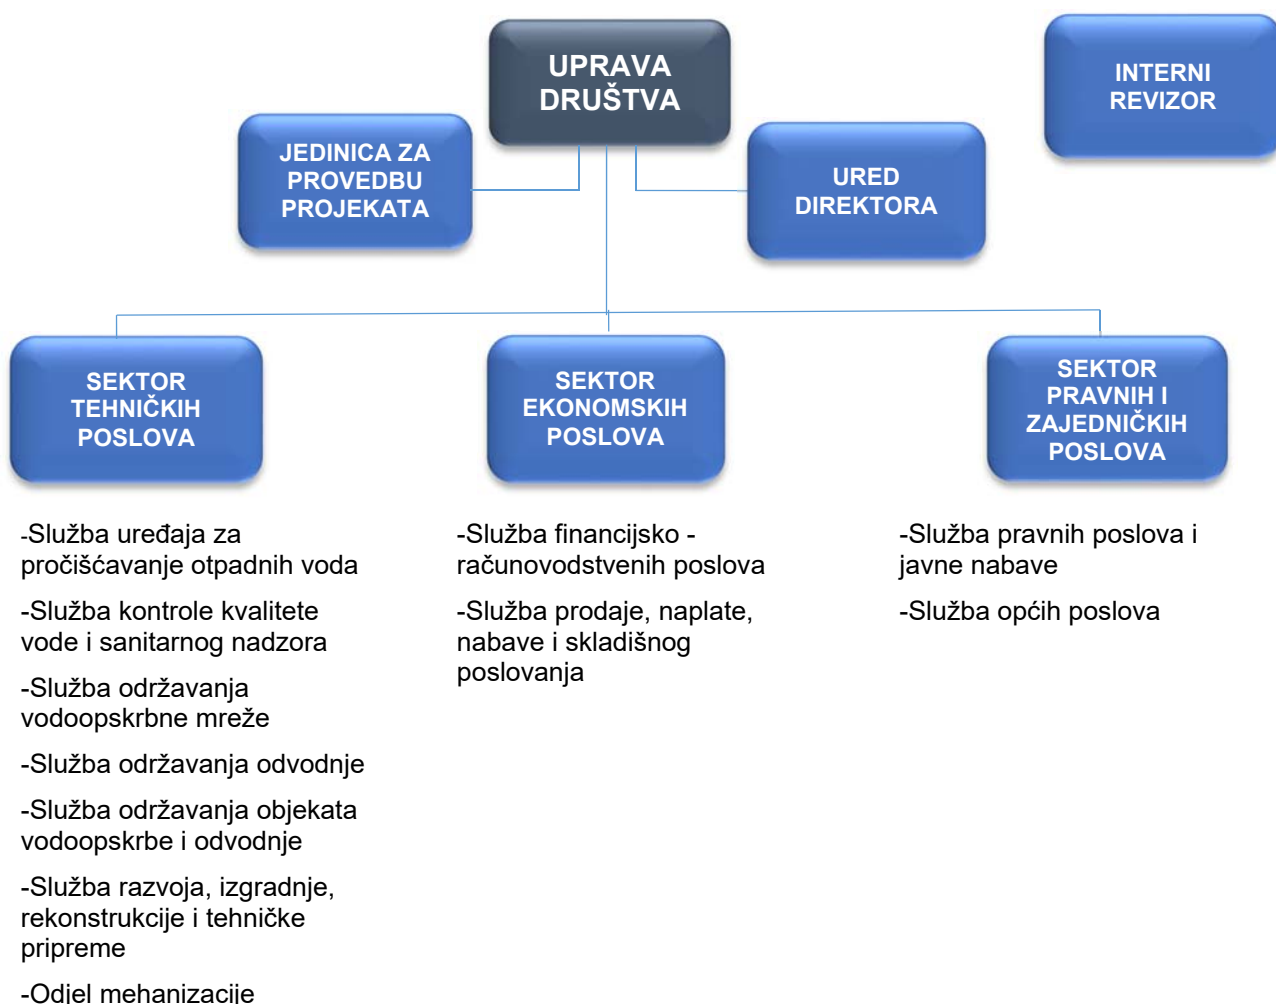 UPRAVA
DRUŠTVA
INTERNI
REVIZOR
JEDINICA ZA
PROVEDBU
PROJEKATA
URED
DIREKTORA
SEKTOR
TEHNIČKIH
POSLOVA
SEKTOR
EKONOMSKIH
POSLOVA
SEKTOR
PRAVNIH I
ZAJEDNIČKIH
POSLOVA
-Služba uređaja za
pročišćavanje otpadnih voda
-Služba kontrole kvalitete
vode i sanitarnog nadzora
-Služba održavanja
vodoopskrbne mreže
-Služba održavanja odvodnje
-Služba održavanja objekata
vodoopskrbe i odvodnje
-Služba razvoja, izgradnje,
rekonstrukcije i tehničke
pripreme
-Odjel mehanizacije
-Služba financijsko -
računovodstvenih poslova
-Služba prodaje, naplate,
nabave i skladišnog
poslovanja
-Služba pravnih poslova i
javne nabave
-Služba općih poslova